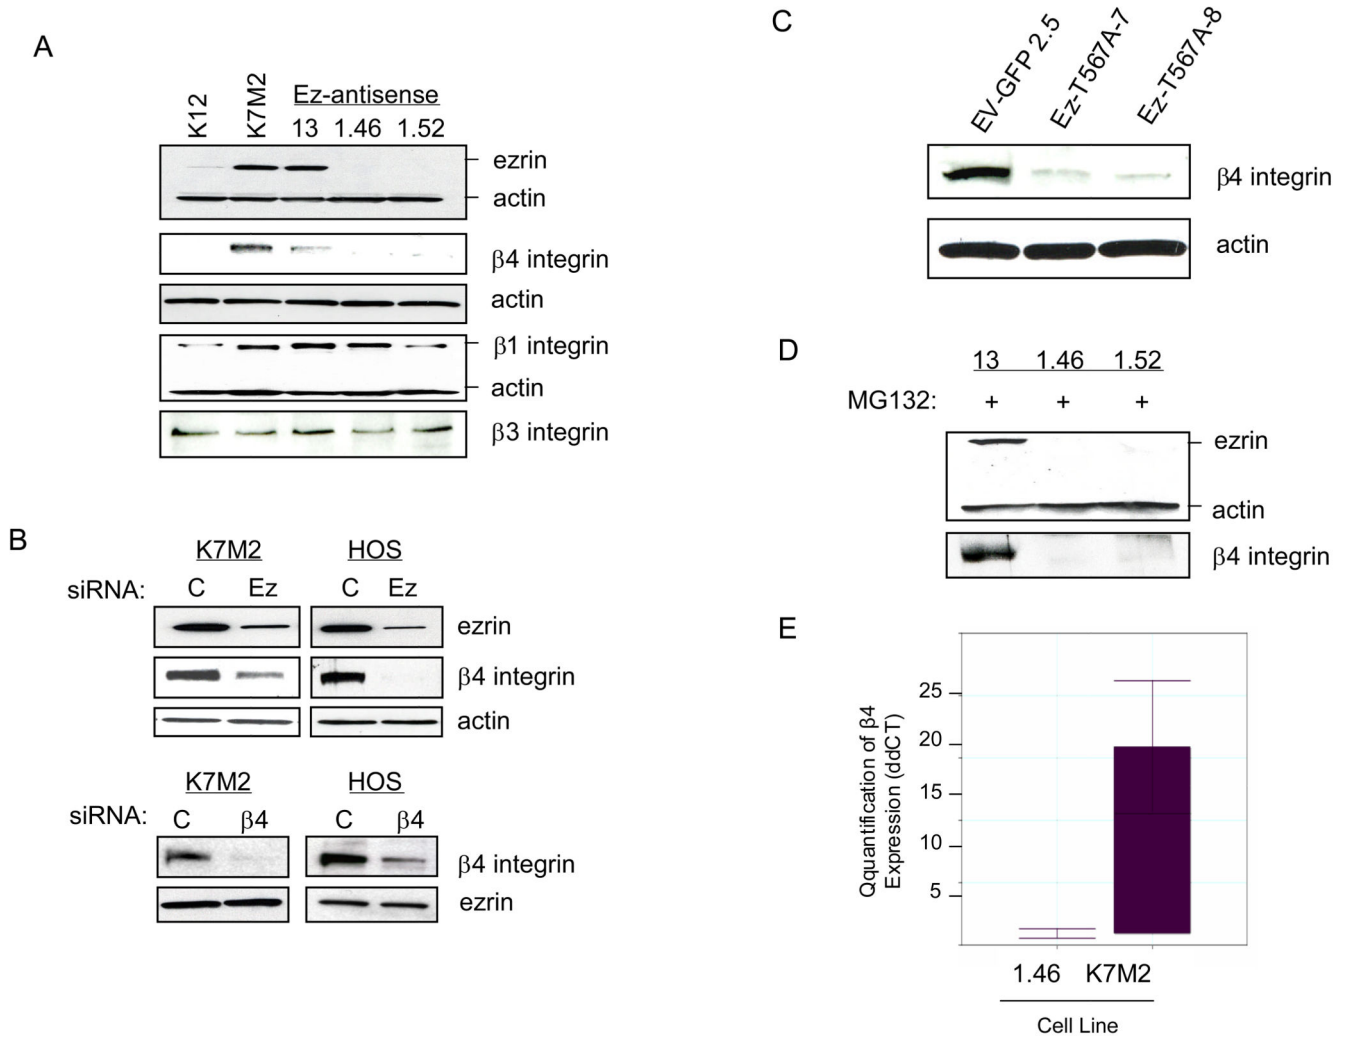 A
K12 K7M2 Ez-antisense
13 1.46 1.52
ezrin
actin
β4 integrin
actin
β1 integrin
actin
β3 integrin
B
K7M2 HOS
siRNA: C Ez C Ez
ezrin
β4 integrin
actin
K7M2 HOS
siRNA: C β4 C β4
β4 integrin
ezrin
C
EV-GFP 2.5 Ez-T567A-7 Ez-T567A-8
β4 integrin
actin
D
13 1.46 1.52
MG132: + + +
ezrin
actin
β4 integrin
E
Qquantification of β4
Expression (ddCT)
25
20
15
10
5
1.46 K7M2
Cell Line